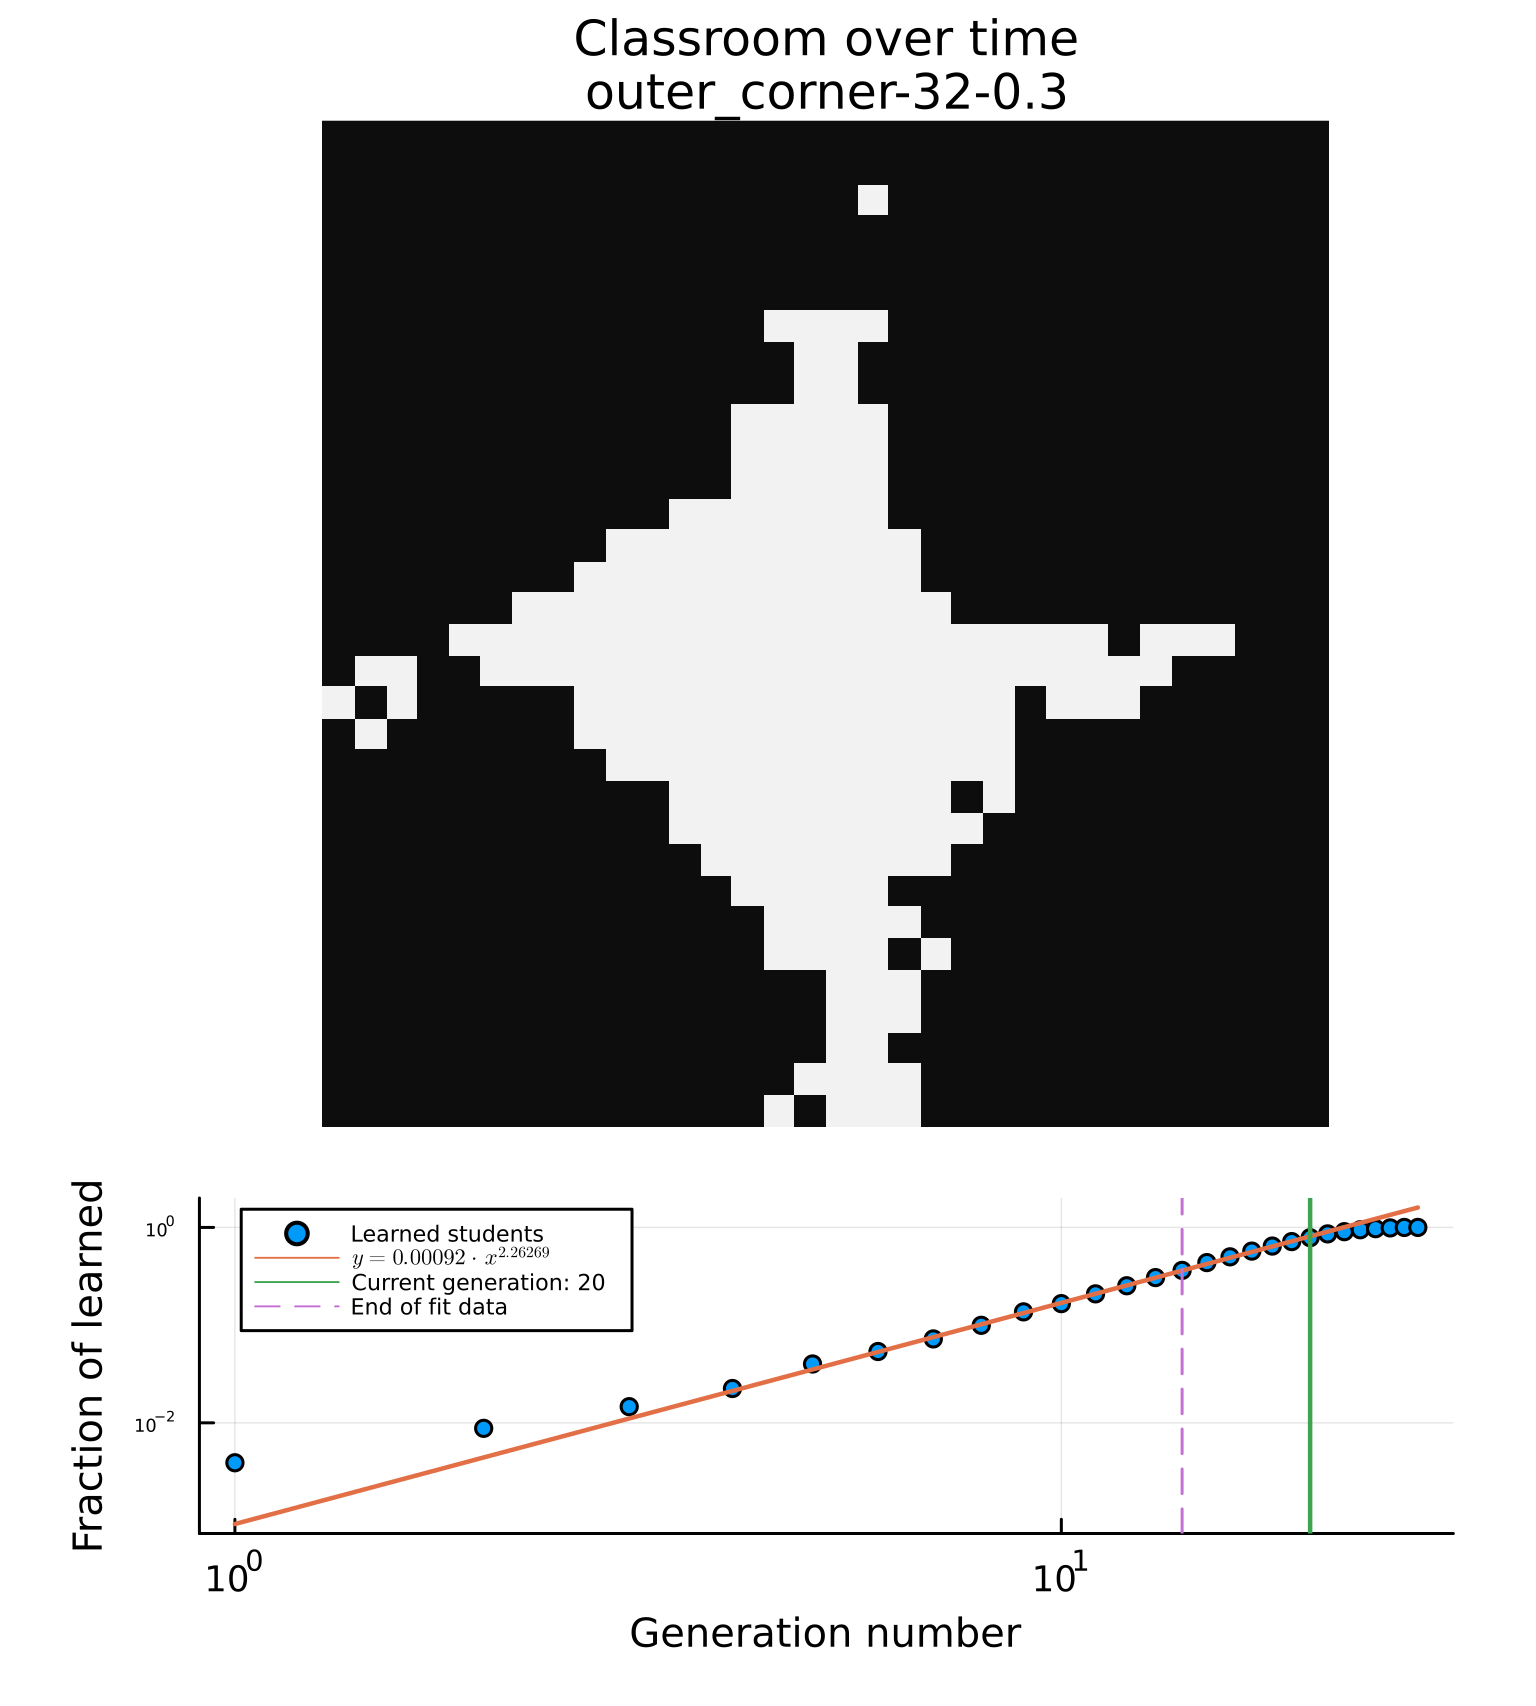 Classroom over time
outer_corner-32-0.3
Fraction of learned
10^0
10^-2
Learned students
y = 0.00092 · x^2.26269
Current generation: 20
End of fit data
10^0
10^1
Generation number